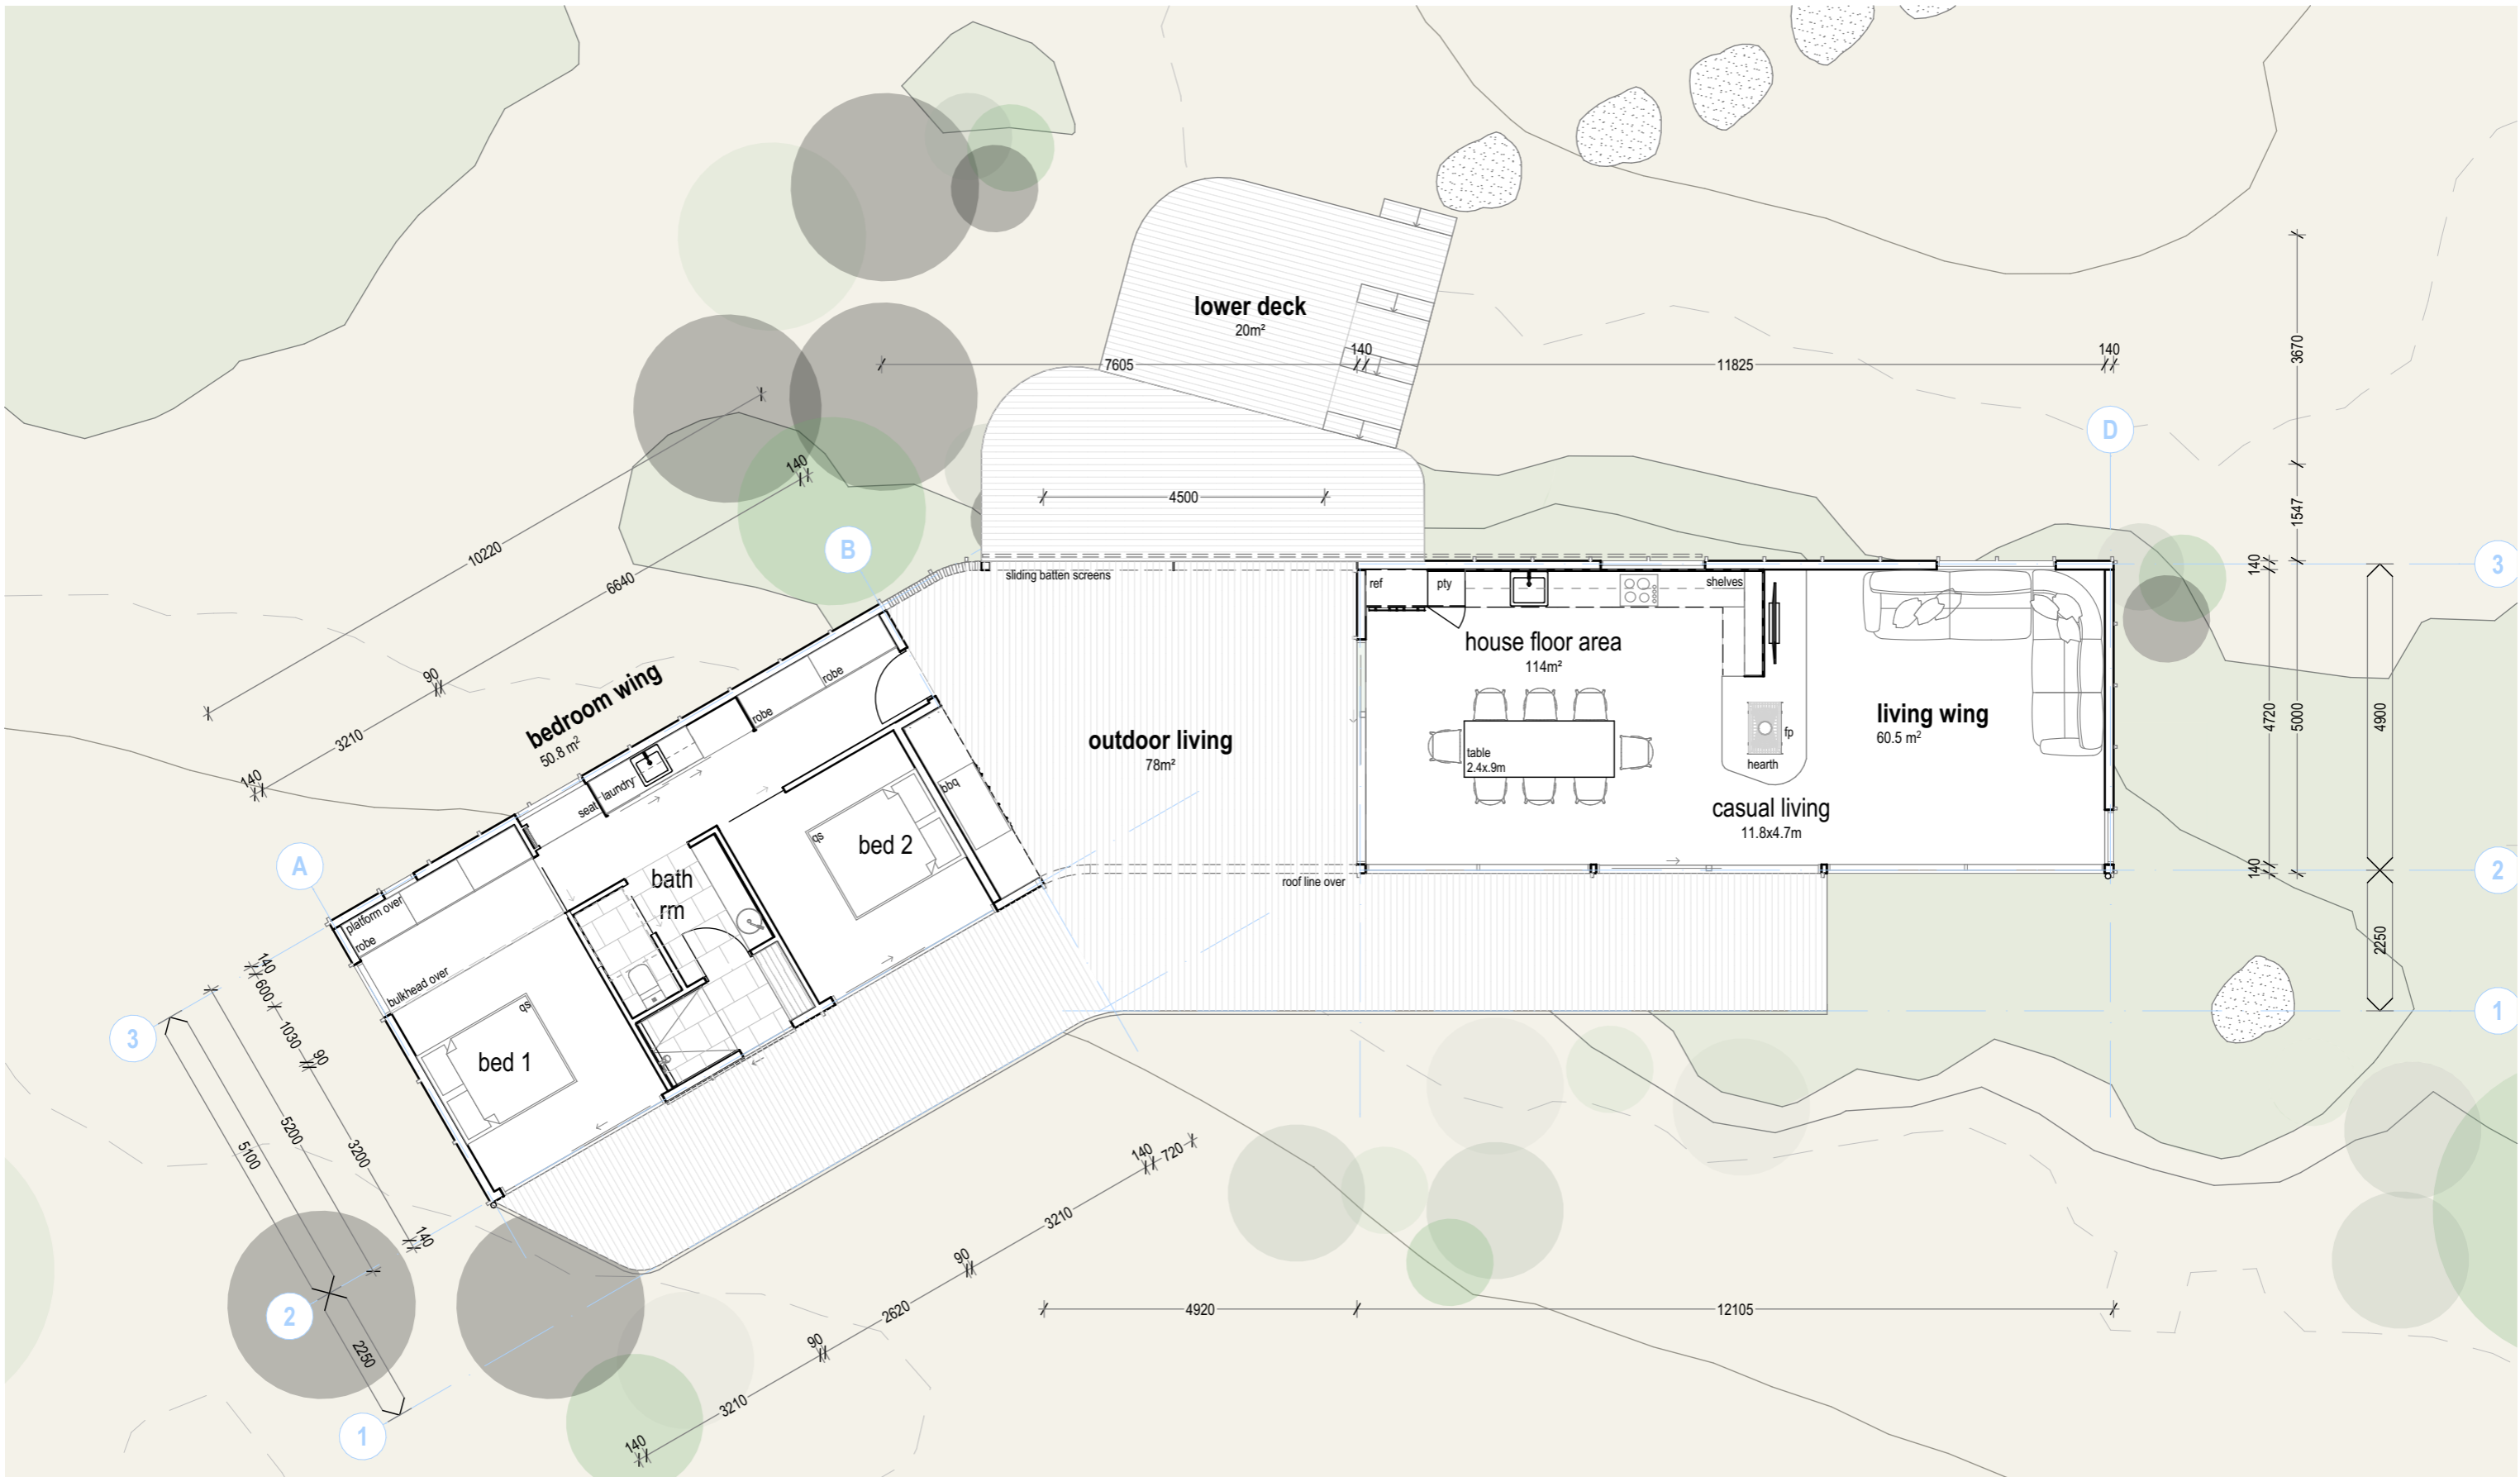 lower deck
20m²
7605
140
11825
140
3670
D
4500
1547
140
B
10220
6640
140
90
3210
140
3
sliding batten screens
ref
pty
shelves
house floor area
114m²
bedroom wing
50.8 m²
robe
robe
outdoor living
78m²
table
2.4x.9m
fp
hearth
living wing
60.5 m²
4720
5000
4900
laundry
seat
bbq
qs
bed 2
casual living
11.8x4.7m
roof line over
140
2
A
platform over
robe
bath
rm
bulkhead over
qs
bed 1
2250
1
140
600
1030
90
3200
140
5200
5100
3
2
2250
1
140
720
3210
90
2620
90
3210
140
4920
12105